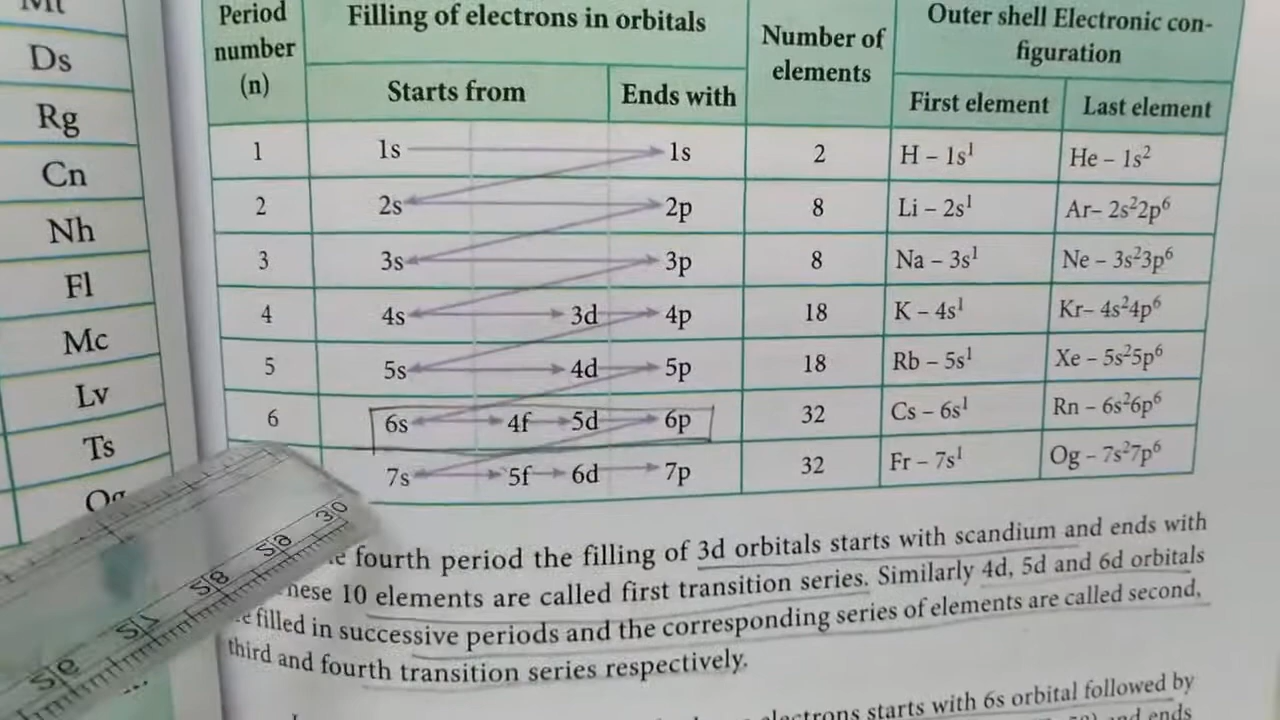 Mt
Ds
Rg
Cn
Nh
Fl
Mc
Lv
Ts
Og
Period number (n) Filling of electrons in orbitals Number of elements Outer shell Electronic con-
figuration
Starts from Ends with First element Last element
1 1s 1s 2 H – 1s¹ He – 1s²
2 2s 2p 8 Li – 2s¹ Ar– 2s²2p⁶
3 3s 3p 8 Na – 3s¹ Ne – 3s²3p⁶
4 4s 3d 4p 18 K – 4s¹ Kr– 4s²4p⁶
5 5s 4d 5p 18 Rb – 5s¹ Xe – 5s²5p⁶
6 6s 4f 5d 6p 32 Cs – 6s¹ Rn – 6s²6p⁶
7s 5f 6d 7p 32 Fr – 7s¹ Og – 7s²7p⁶
fourth period the filling of 3d orbitals starts with scandium and ends with
10 elements are called first transition series. Similarly 4d, 5d and 6d orbitals
filled in successive periods and the corresponding series of elements are called second,
third and fourth transition series respectively.
starts with 6s orbital followed by
and ends
30